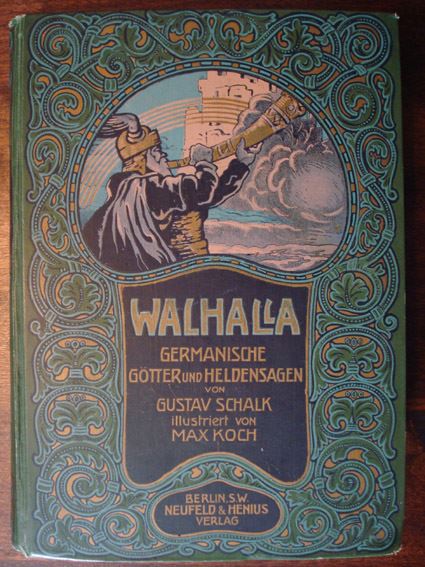 WALHALLA
GERMANISCHE
GÖTTER UND HELDENSAGEN
VON
GUSTAV SCHALK
illustriert von
MAX KOCH
BERLIN, S.W.
NEUFELD & HENIUS
VERLAG